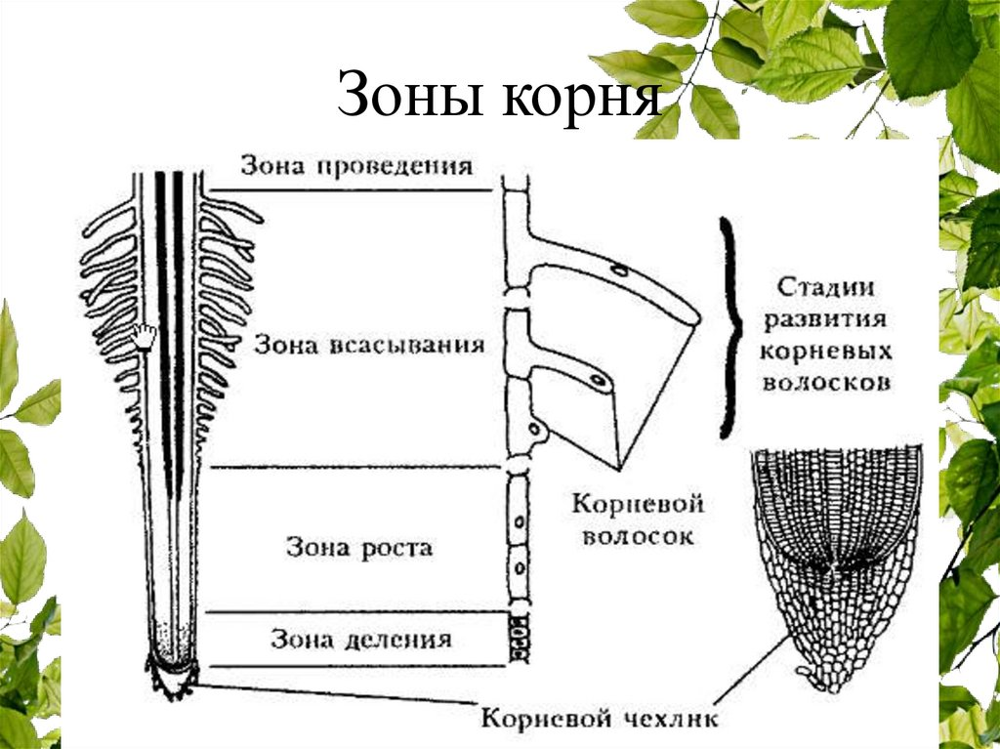 Зоны корня
Зона проведения
Зона всасывания
Стадии
развития
корневых
волосков
Корневой
волосок
Зона роста
Зона деления
Корневой чехлик